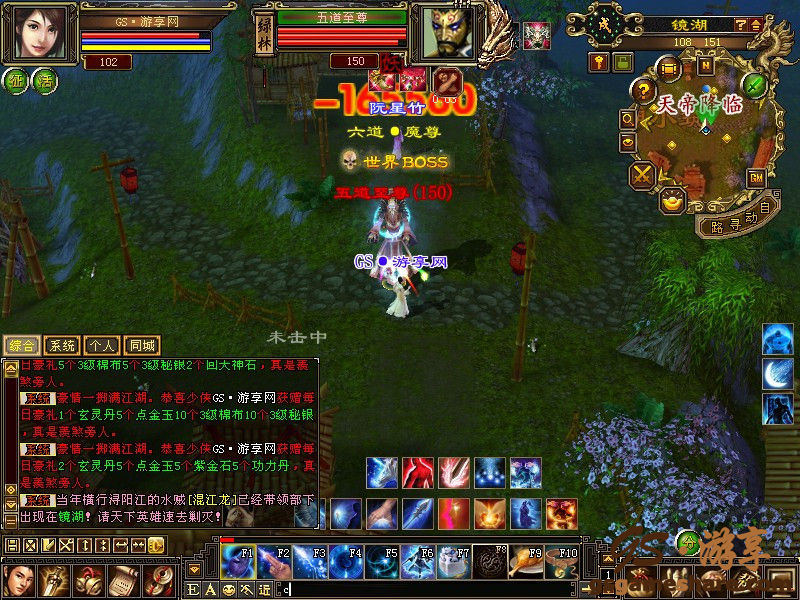 GS·游享网
绿林
五道至尊
镜湖
?
102
150
108 151
征
活
N
天帝降临
GM
自动寻路
-165560
阮星竹
六道●魔尊
世界BOSS
五道至尊(150)
GS●游享网
未击中
综合 系统 个人 同城
日豪礼5个3级棉布5个3级秘银2个回天神石，真是羡
煞旁人。
系统 豪情一掷满江湖。恭喜少侠GS·游享网获赠每
日豪礼1个玄灵丹5个点金玉10个3级棉布10个3级秘银
，真是羡煞旁人。
系统 豪情一掷满江湖。恭喜少侠GS·游享网获赠每
日豪礼2个玄灵丹5个点金玉5个紫金石5个功力丹，真
是羡煞旁人。
系统 当年横行浔阳江的水贼[混江龙]已经带领部下
出现在镜湖！请天下英雄速去剿灭！
F1 F2 F3 F4 F5 F6 F7 F8 F9 F10
E A 近
1
游享